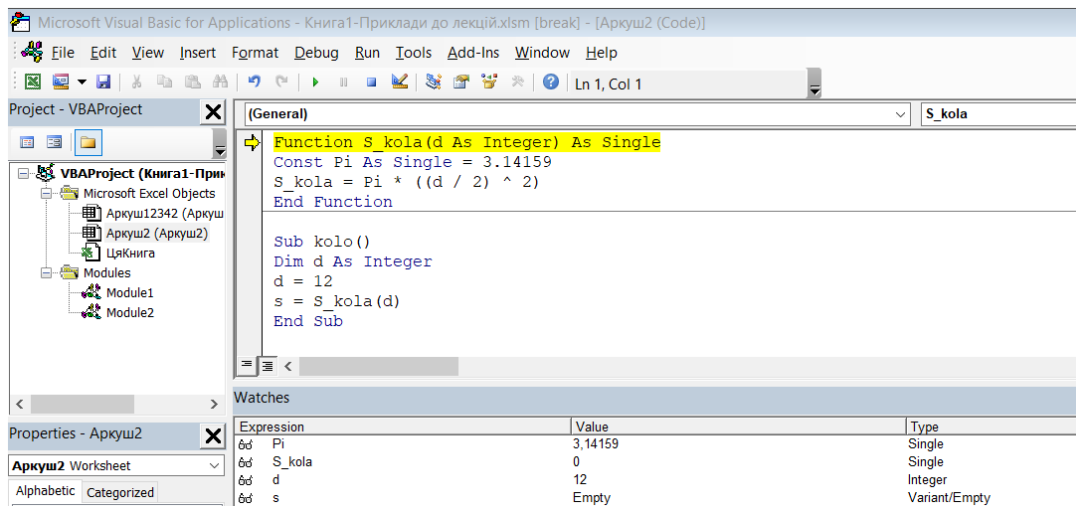 Microsoft Visual Basic for Applications - Книга1-Приклади до лекцій.xlsm [break] - [Аркуш2 (Code)]
File Edit View Insert Format Debug Run Tools Add-Ins Window Help
Ln 1, Col 1
Project - VBAProject
VBAProject (Книга1-Прик
Microsoft Excel Objects
Аркуш12342 (Аркуш
Аркуш2 (Аркуш2)
ЦяКнига
Modules
Module1
Module2
(General) S_kola
Function S_kola(d As Integer) As Single
Const Pi As Single = 3.14159
S_kola = Pi * ((d / 2) ^ 2)
End Function
Sub kolo()
Dim d As Integer
d = 12
s = S_kola(d)
End Sub
Properties - Аркуш2
Аркуш2 Worksheet
Alphabetic Categorized
Watches
Expression Value Type
Pi 3,14159 Single
S_kola 0 Single
d 12 Integer
s Empty Variant/Empty